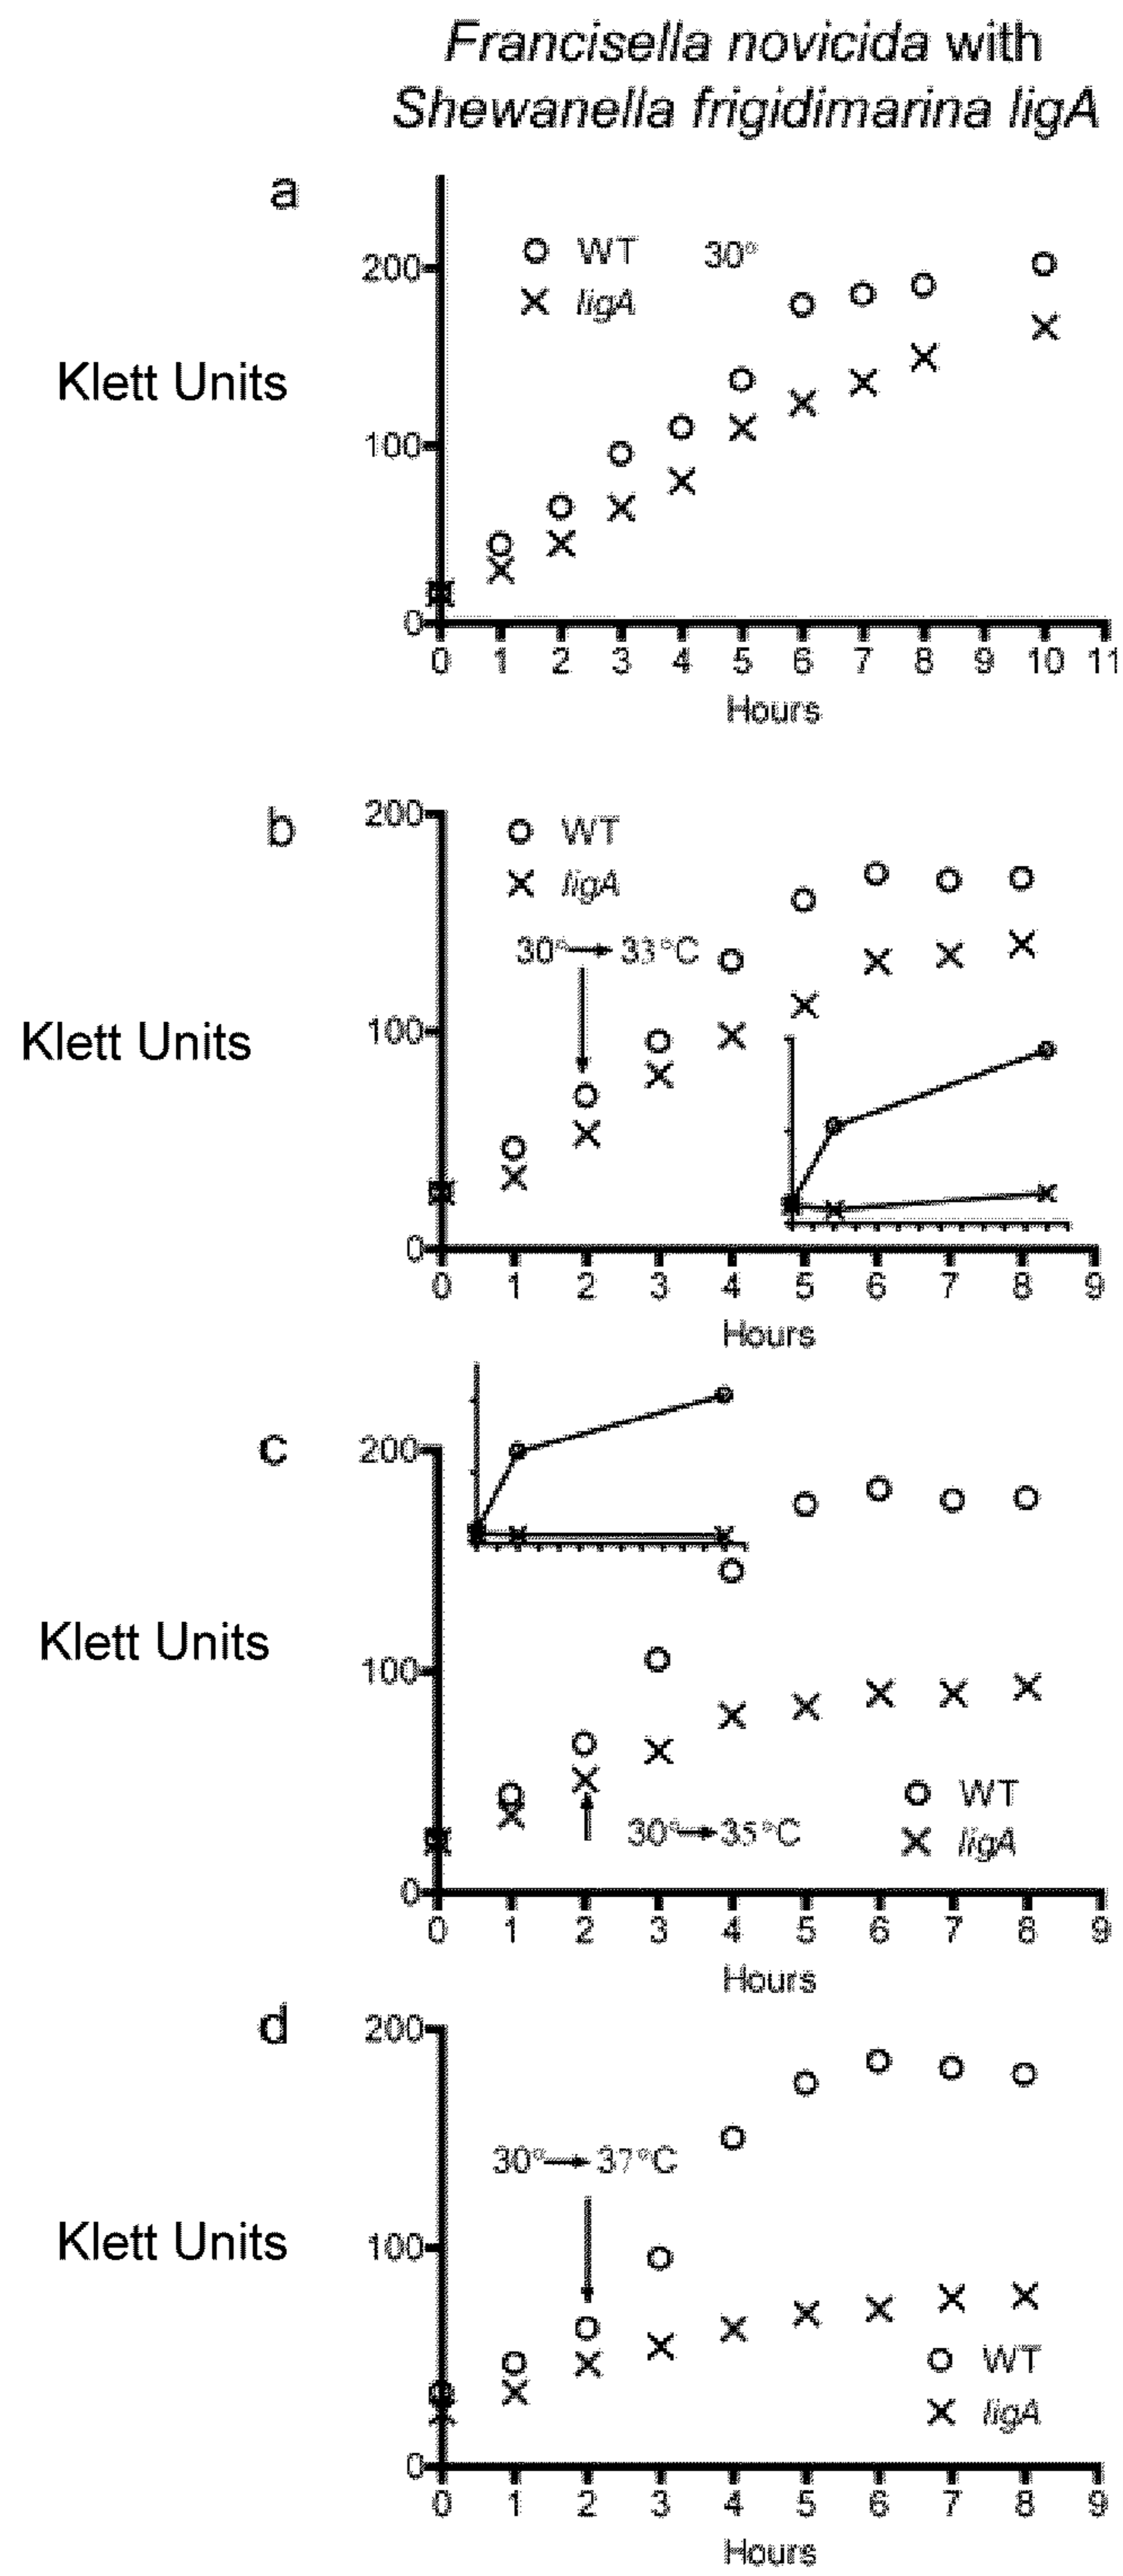 Francisella novicida with
Shewanella frigidimarina ligA
a
WT 30°
ligA
200
100
0
Klett Units
0 1 2 3 4 5 6 7 8 9 10 11
Hours
b
WT
ligA
30° 33°C
200
100
0
Klett Units
0 1 2 3 4 5 6 7 8 9
Hours
c
200
100
0
Klett Units
WT
30° 35°C ligA
0 1 2 3 4 5 6 7 8 9
Hours
d
200
100
0
30° 37°C
Klett Units
WT
ligA
0 1 2 3 4 5 6 7 8 9
Hours